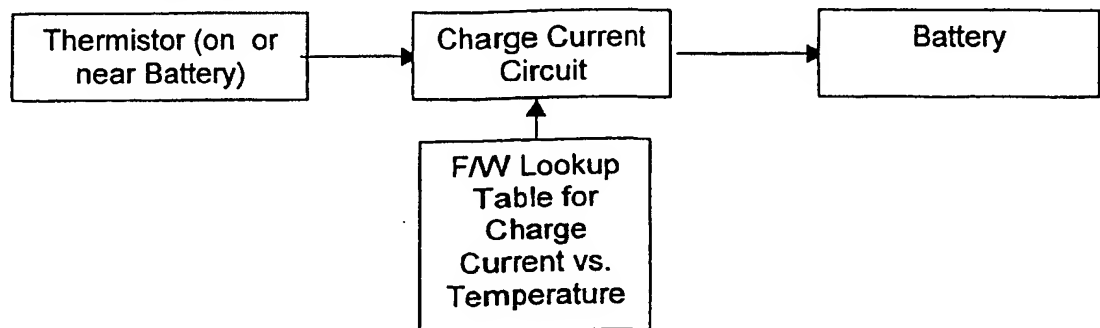 Thermistor (on or
near Battery)
Charge Current
Circuit
Battery
F/W Lookup
Table for
Charge
Current vs.
Temperature